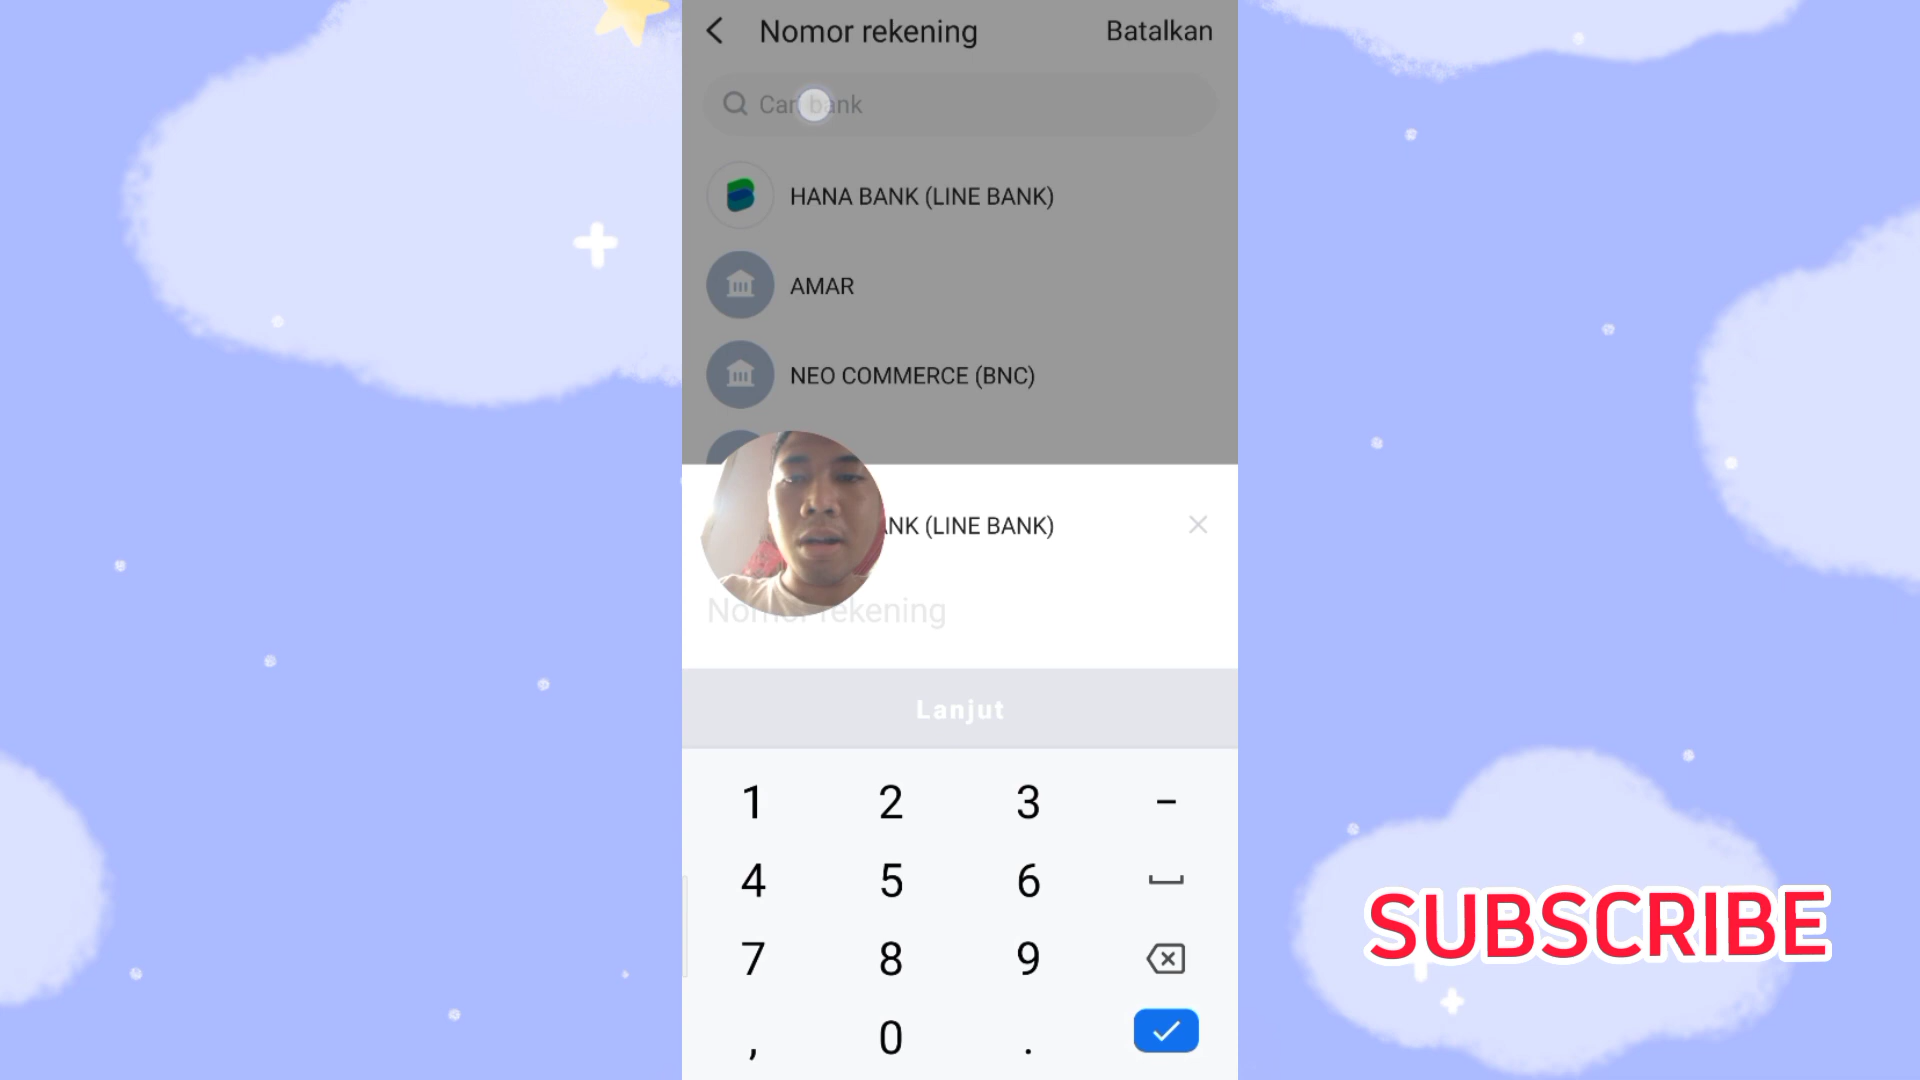 Nomor rekening Batalkan
Cari bank
HANA BANK (LINE BANK)
AMAR
NEO COMMERCE (BNC)
NK (LINE BANK)
Nomor rekening
Lanjut
1 2 3 -
4 5 6
7 8 9
, 0 .
SUBSCRIBE